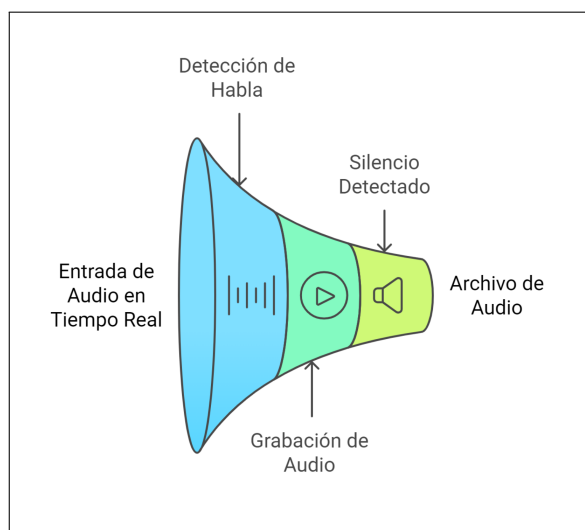 Detección de
Habla
Silencio
Detectado
Entrada de
Audio en
Tiempo Real
Archivo de
Audio
Grabación de
Audio